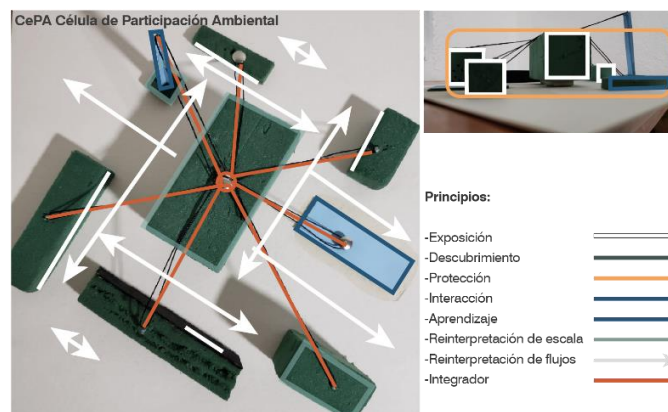 CePA Célula de Participación Ambiental
Principios:
-Exposición
-Descubrimiento
-Protección
-Interacción
-Aprendizaje
-Reinterpretación de escala
-Reinterpretación de flujos
-Integrador